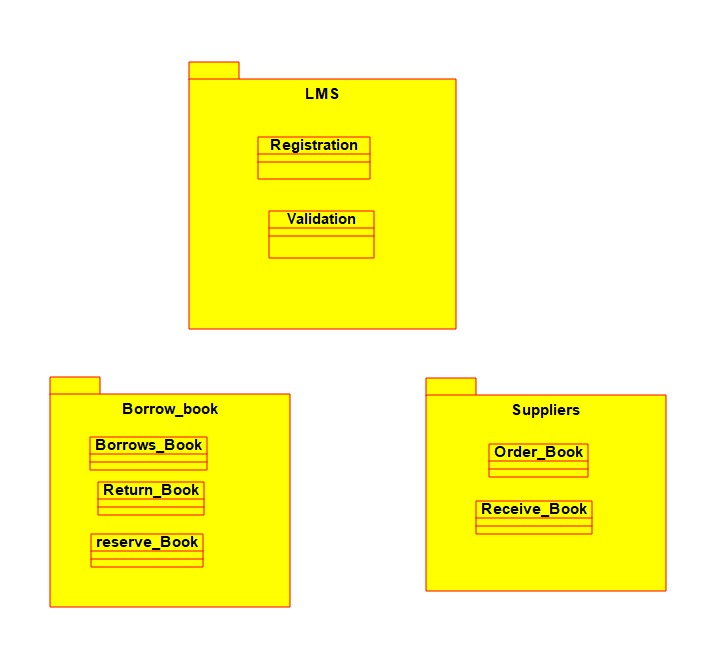 LMS
Registration
Validation
Borrow_book
Borrows_Book
Return_Book
reserve_Book
Suppliers
Order_Book
Receive_Book